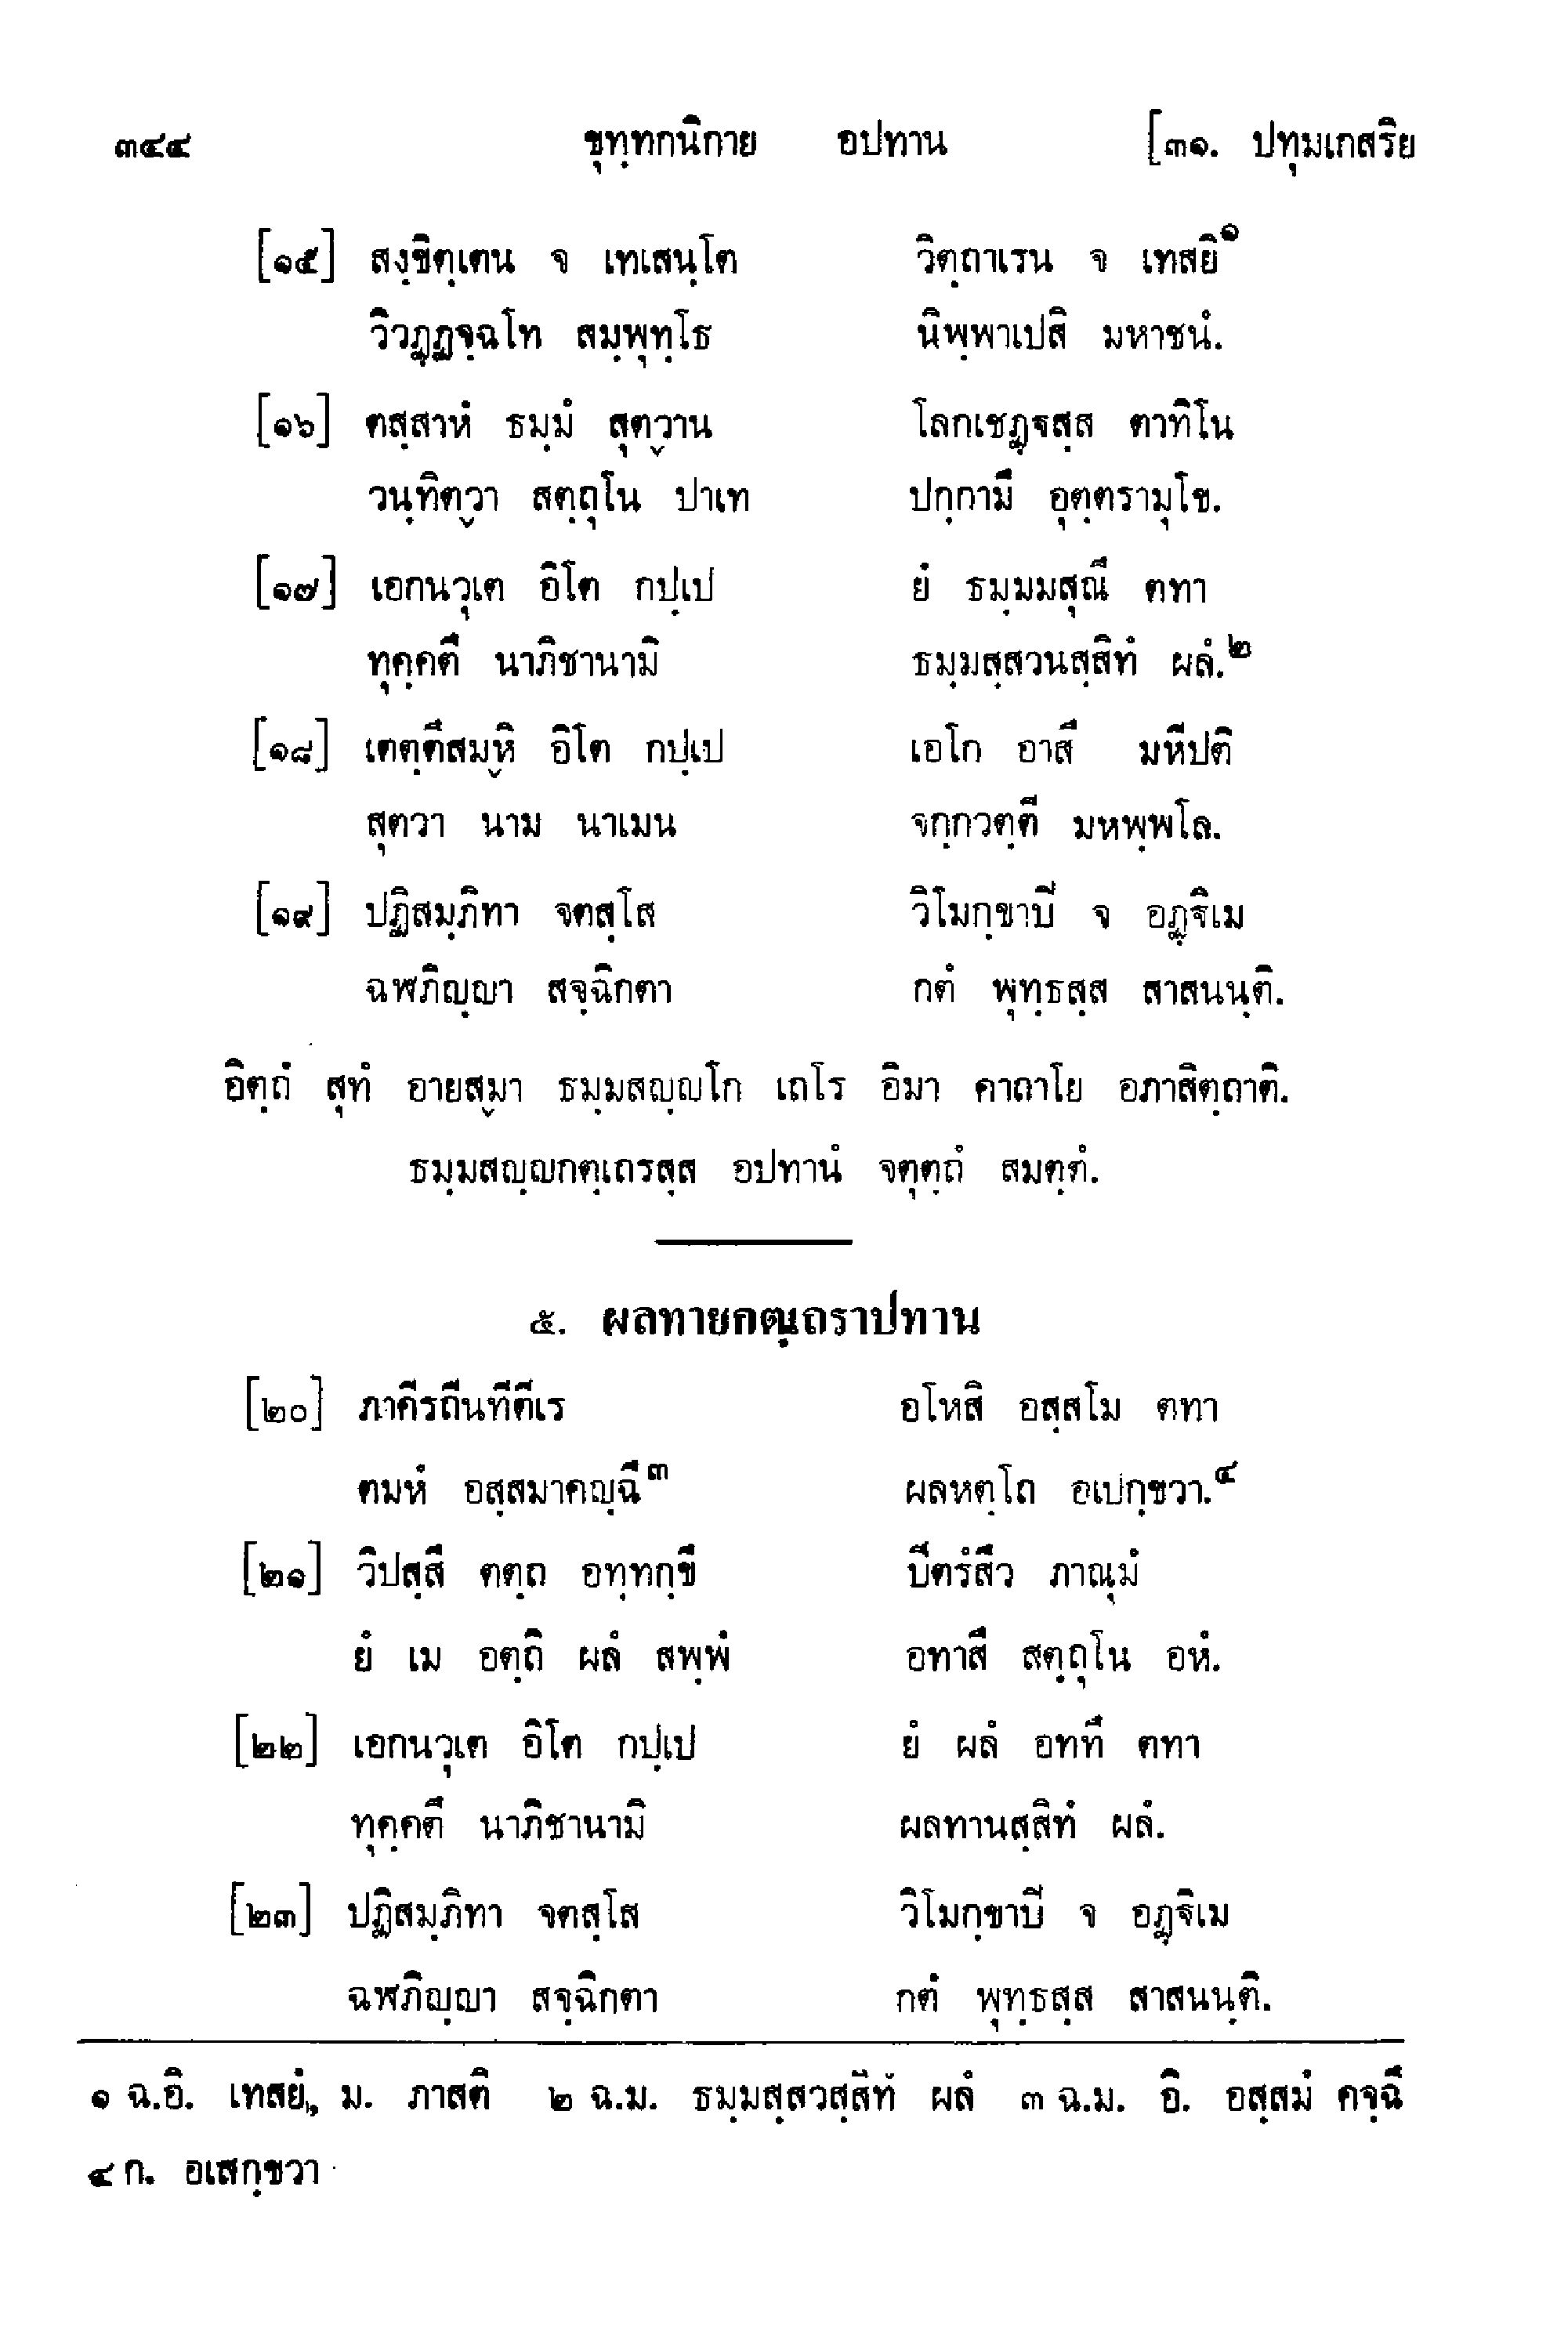 ๓๔๔ ขุทฺทกนิกาย อปทาน [๓๑. ปทุมเกสริย
[๑๕] สงฺขิตฺเตน จ เทเสนฺโต วิตฺถาเรน จ เทสยิ๑
วิวฏฺฏจฺฉโท สมฺพุทฺโธ นิพฺพาเปสิ มหาชนํ.
[๑๖] ตสฺสาหํ ธมฺมํ สุตฺวาน โลกเชฏฺฐสฺส ตาทิโน
วนฺทิตฺวา สตฺถุโน ปาเท ปกฺกามึ อุตฺตรามุโข.
[๑๗] เอกนวุเต อิโต กปฺเป ยํ ธมฺมมสุณึ ตทา
ทุคฺคตึ นาภิชานามิ ธมฺมสฺสวนสฺสิทํ ผลํ.๒
[๑๘] เตตฺตึสมฺหิ อิโต กปฺเป เอโก อาสึ มหีปติ
สุตวา นาม นาเมน จกฺกวตฺตี มหพฺพโล.
[๑๙] ปฏิสมฺภิทา จตสฺโส วิโมกฺขาปิ จ อฏฺฐิเม
ฉฬภิญฺญา สจฺฉิกตา กตํ พุทฺธสฺส สาสนนฺติ.
อิตฺถํ สุทํ อายสฺมา ธมฺมสญฺญโก เถโร อิมา คาถาโย อภาสิตฺถาติ.
ธมฺมสญฺญกตฺเถรสฺส อปทานํ จตุตฺถํ สมตฺตํ.
๕. ผลทายกตฺเถราปทาน
[๒๐] ภาคีรถีนทีตีเร อโหสิ อสฺสโม ตทา
ตมหํ อสฺสมาคญฺฉึ๓ ผลหตฺโถ อเปกฺขวา.๔
[๒๑] วิปสฺสึ ตตฺถ อทฺทกฺขึ ปีตรํสึว ภาณุมํ
ยํ เม อตฺถิ ผลํ สพฺพํ อทาสึ สตฺถุโน อหํ.
[๒๒] เอกนวุเต อิโต กปฺเป ยํ ผลํ อททึ ตทา
ทุคฺคตึ นาภิชานามิ ผลทานสฺสิทํ ผลํ.
[๒๓] ปฏิสมฺภิทา จตสฺโส วิโมกฺขาปิ จ อฏฺฐิเม
ฉฬภิญฺญา สจฺฉิกตา กตํ พุทฺธสฺส สาสนนฺติ.
๑ ฉ.อิ. เทสยํ, ม. ภาสติ ๒ ฉ.ม. ธมฺมสฺสวสฺสิทํ ผลํ ๓ ฉ.ม. อิ. อสฺสมํ คจฺฉึ
๔ ก. อเสกฺขวา